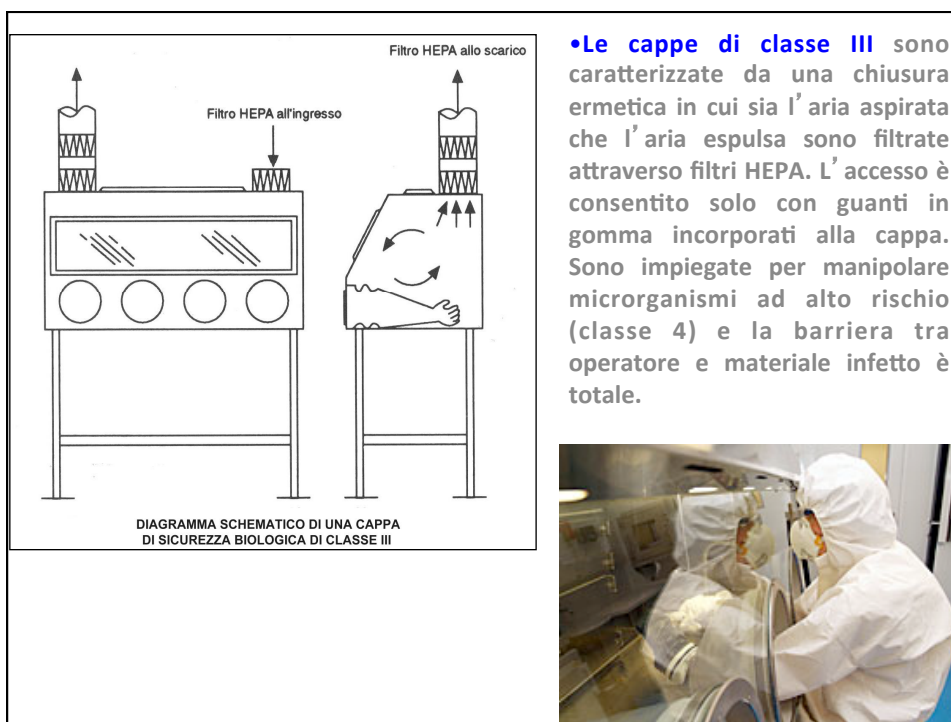 Filtro HEPA allo scarico
Filtro HEPA all'ingresso
DIAGRAMMA SCHEMATICO DI UNA CAPPA
DI SICUREZZA BIOLOGICA DI CLASSE III
•Le cappe di classe III sono
caratterizzate da una chiusura
ermetica in cui sia l’aria aspirata
che l’aria espulsa sono filtrate
attraverso filtri HEPA. L’accesso è
consentito solo con guanti in
gomma incorporati alla cappa.
Sono impiegate per manipolare
microrganismi ad alto rischio
(classe 4) e la barriera tra
operatore e materiale infetto è
totale.